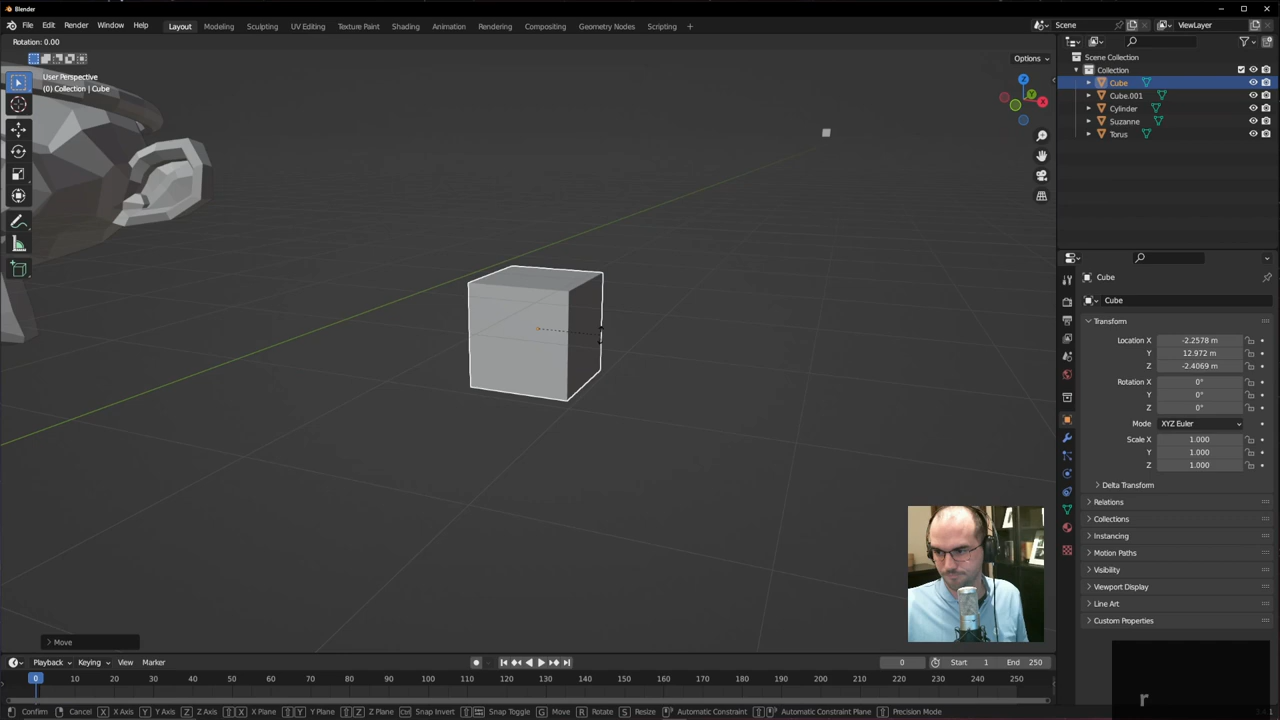 Blender
File Edit Render Window Help Layout Modeling Sculpting UV Editing Texture Paint Shading Animation Rendering Compositing Geometry Nodes Scripting + Scene ViewLayer
Rotation: 0.00
Options
User Perspective
(0) Collection | Cube
Z
Y
X
Scene Collection
Collection
Cube
Cube.001
Cylinder
Suzanne
Torus
Cube
Cube
Transform
Location X -2.2578 m
Y 12.972 m
Z -2.4069 m
Rotation X 0°
Y 0°
Z 0°
Mode XYZ Euler
Scale X 1.000
Y 1.000
Z 1.000
Delta Transform
Relations
Collections
Instancing
Motion Paths
Visibility
Viewport Display
Line Art
Custom Properties
Move
Playback Keying View Marker 0 Start 1 End 250
0 10 20 30 40 50 60 70 80 90 100 110 120 130 140 150 160 170 180 190 200 210 220 230 240 250
r
Confirm Cancel X X Axis Y Y Axis Z Z Axis X X Plane Y Y Plane Z Z Plane Ctrl Snap Invert Snap Toggle G Move R Rotate S Resize Automatic Constraint Automatic Constraint Plane Precision Mode